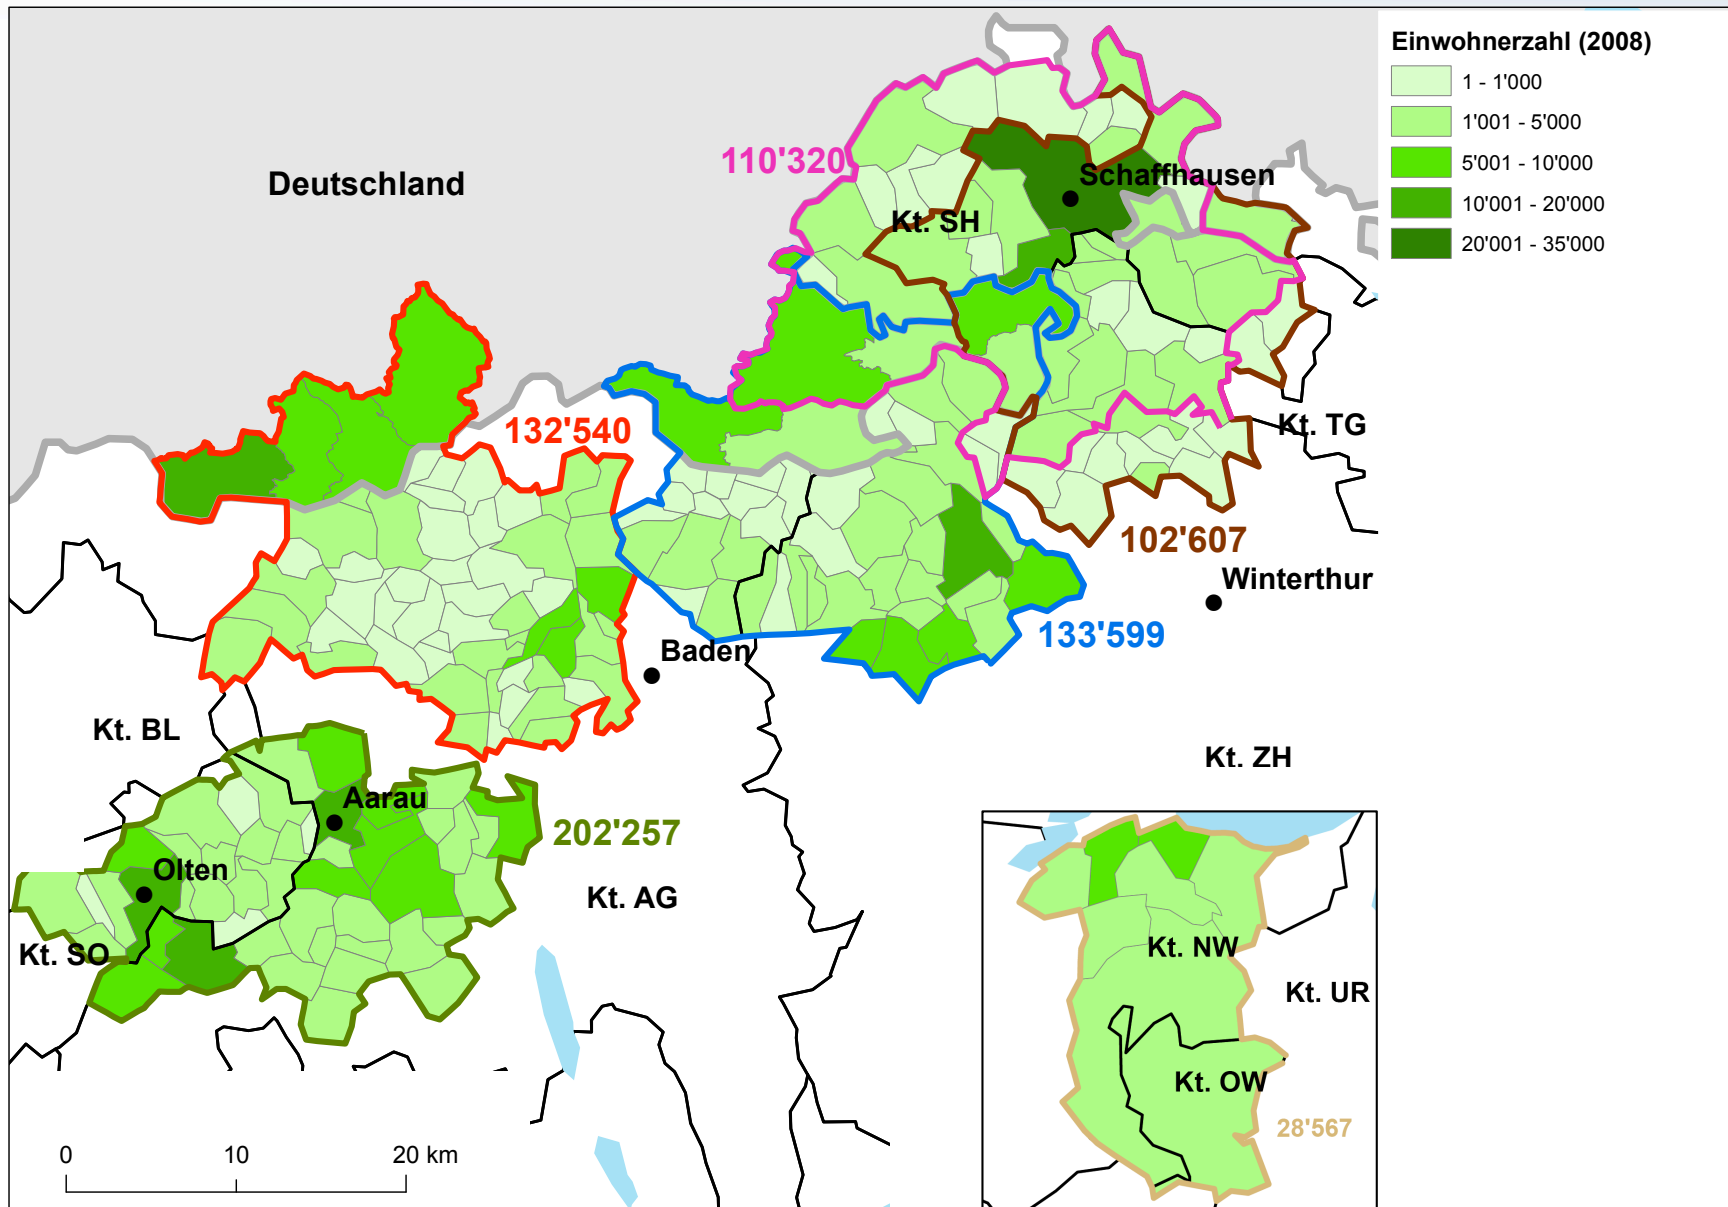 Einwohnerzahl (2008)
1 - 1'000
1'001 - 5'000
5'001 - 10'000
10'001 - 20'000
20'001 - 35'000
Deutschland
110'320
Schaffhausen
Kt. SH
132'540
Kt. TG
102'607
Winterthur
133'599
Baden
Kt. BL
Kt. ZH
Aarau
202'257
Olten
Kt. AG
Kt. SO
Kt. NW
Kt. UR
Kt. OW
28'567
0 10 20 km